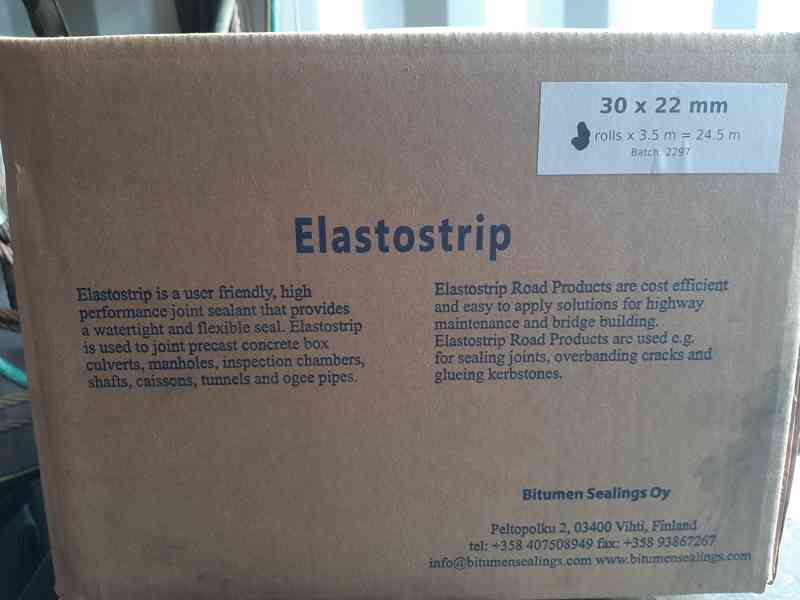 30 x 22 mm
rolls x 3.5 m = 24.5 m
Batch: 2297
Elastostrip
Elastostrip is a user friendly, high
performance joint sealant that provides
a watertight and flexible seal. Elastostrip
is used to joint precast concrete box
culverts, manholes, inspection chambers,
shafts, caissons, tunnels and ogee pipes.
Elastostrip Road Products are cost efficient
and easy to apply solutions for highway
maintenance and bridge building.
Elastostrip Road Products are used e.g.
for sealing joints, overbanding cracks and
glueing kerbstones.
Bitumen Sealings Oy
Peltopolku 2, 03400 Vihti, Finland
tel: +358 407508949 fax: +358 93867267
info@bitumensealings.com www.bitumensealings.com